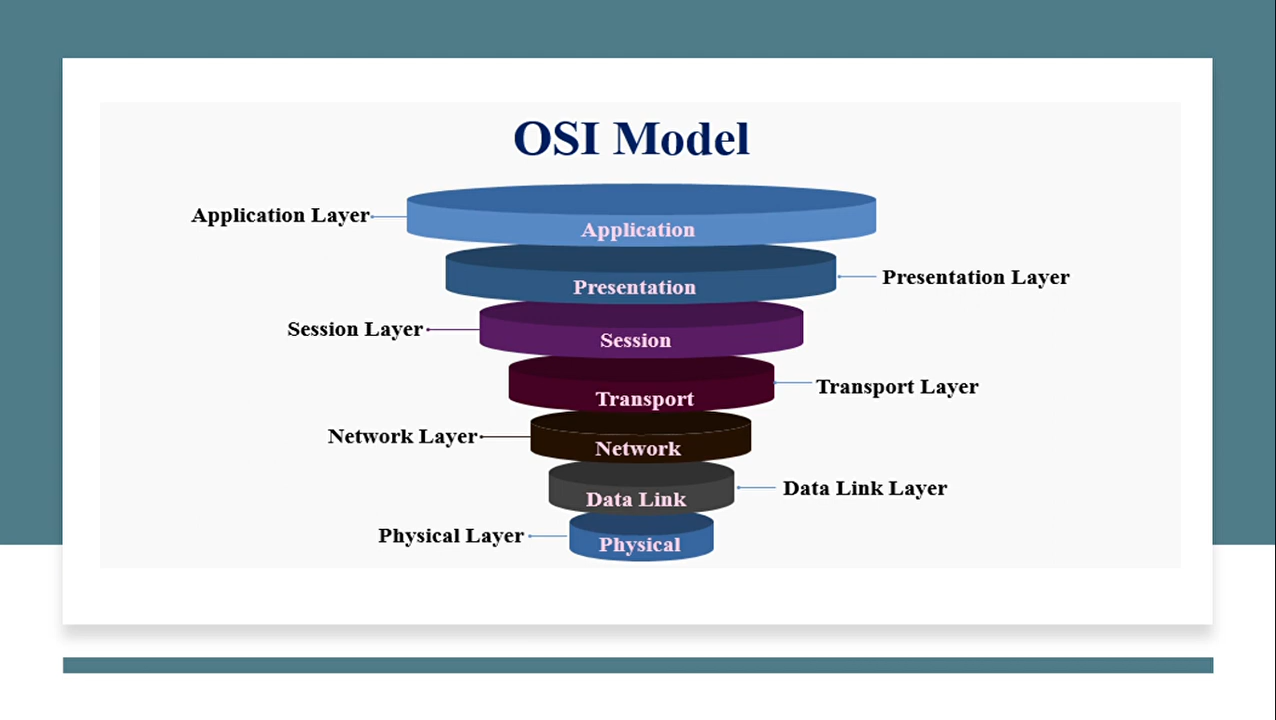 OSI Model
Application Layer
Application
Presentation
Presentation Layer
Session Layer
Session
Transport
Transport Layer
Network Layer
Network
Data Link
Data Link Layer
Physical Layer
Physical